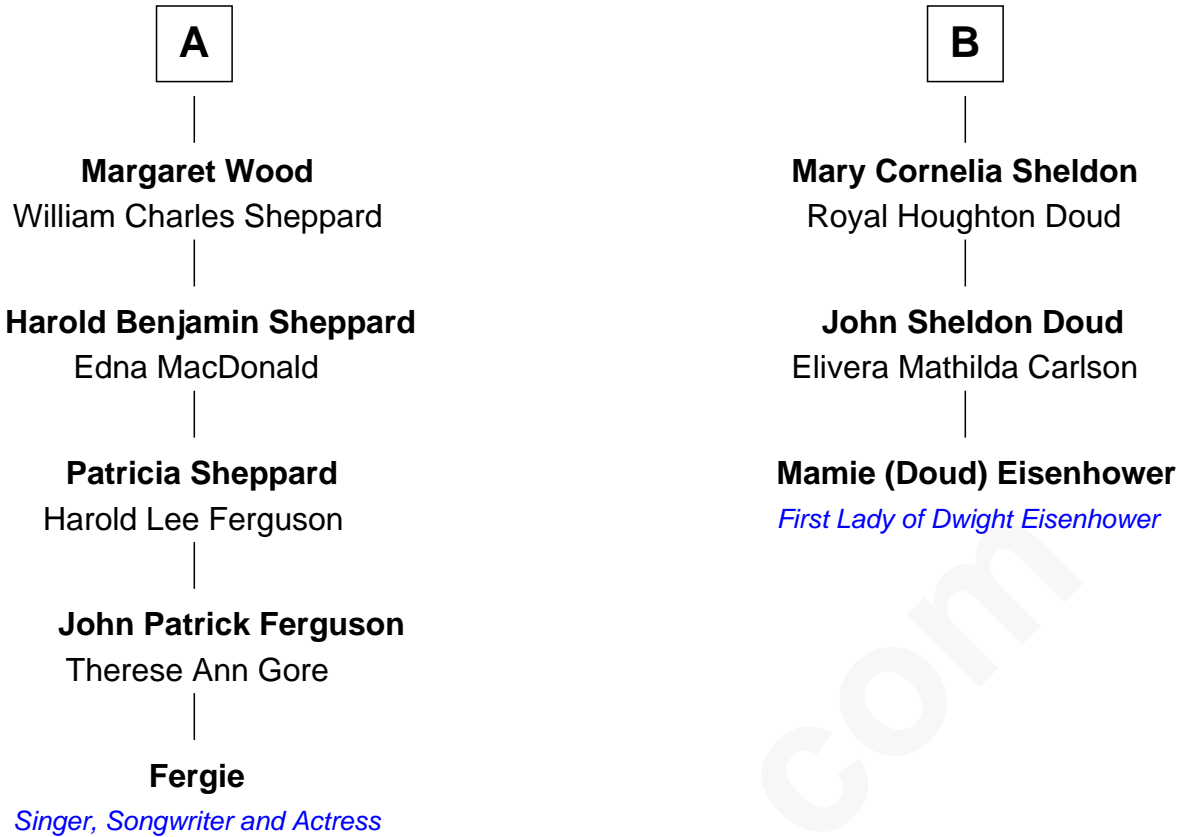 A
Margaret Wood
William Charles Sheppard
Harold Benjamin Sheppard
Edna MacDonald
Patricia Sheppard
Harold Lee Ferguson
John Patrick Ferguson
Therese Ann Gore
Fergie
Singer, Songwriter and Actress
B
Mary Cornelia Sheldon
Royal Houghton Doud
John Sheldon Doud
Elivera Mathilda Carlson
Mamie (Doud) Eisenhower
First Lady of Dwight Eisenhower
com